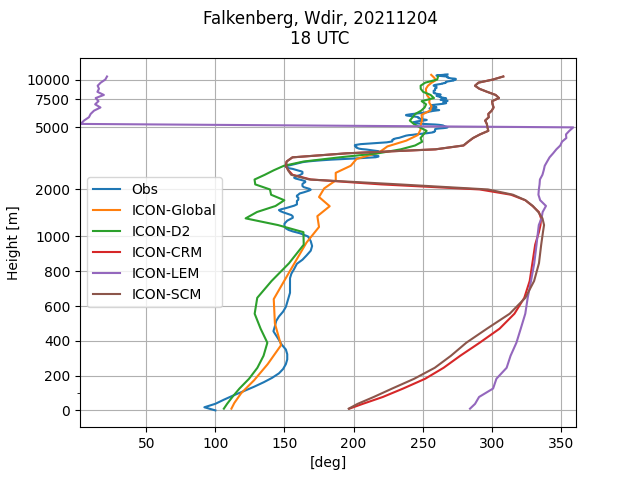 Falkenberg, Wdir, 20211204
18 UTC
Height [m]
10000
7500
5000
2000
1000
800
600
400
200
0
Obs
ICON-Global
ICON-D2
ICON-CRM
ICON-LEM
ICON-SCM
50 100 150 200 250 300 350
[deg]